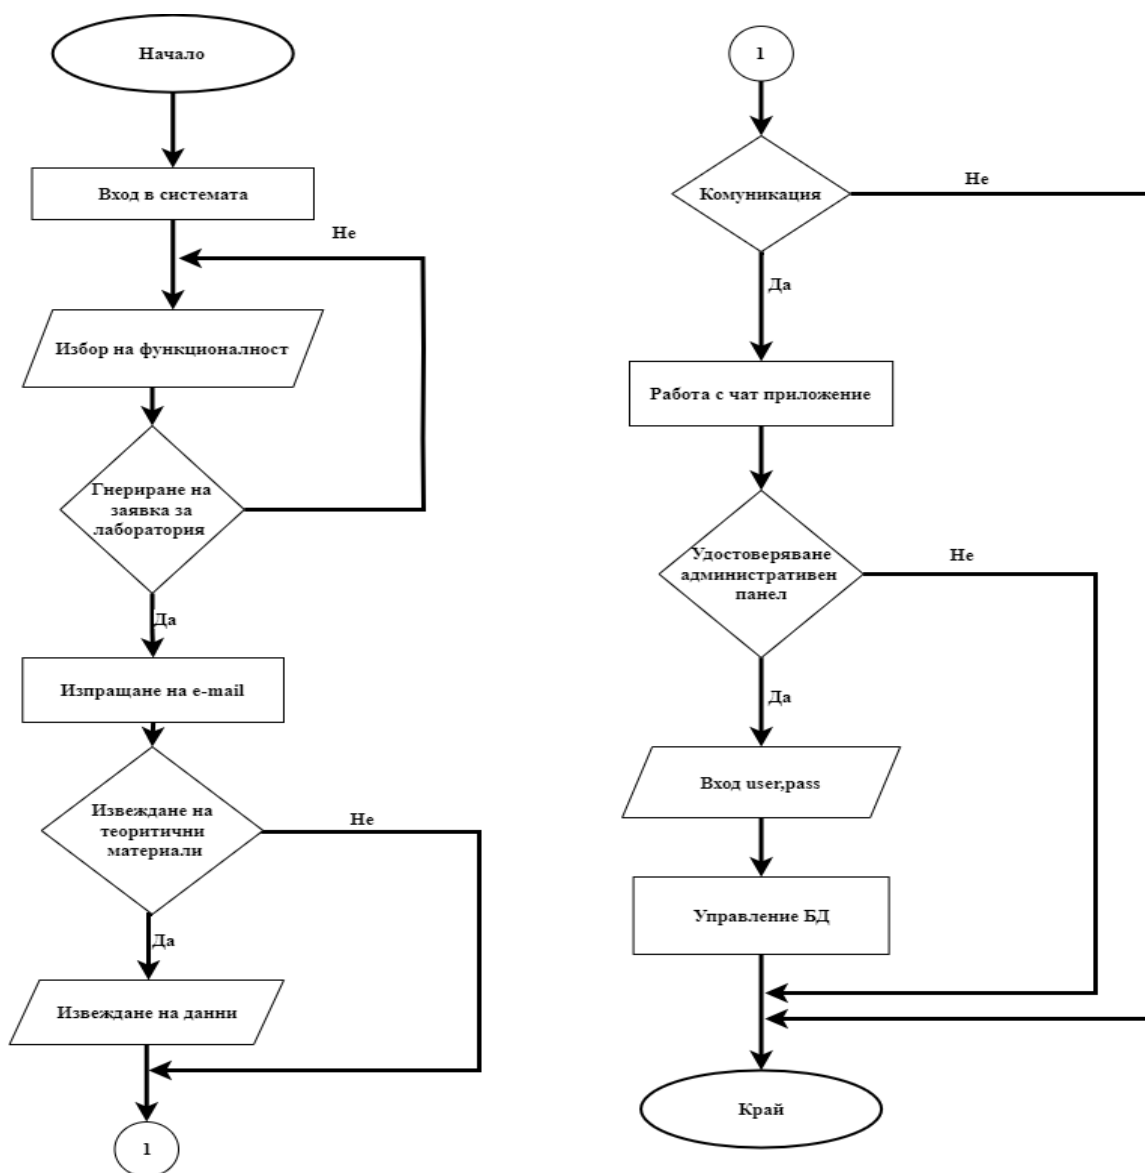 Начало
Вход в системата
Не
Избор на функционалност
Гнериране на
заявка за
лаборатория
Да
Изпращане на e-mail
Извеждане на
теоритични
материали
Не
Да
Извеждане на данни
1
1
Комуникация
Не
Да
Работа с чат приложение
Удостоверяване
административен
панел
Не
Да
Вход user,pass
Управление БД
Край